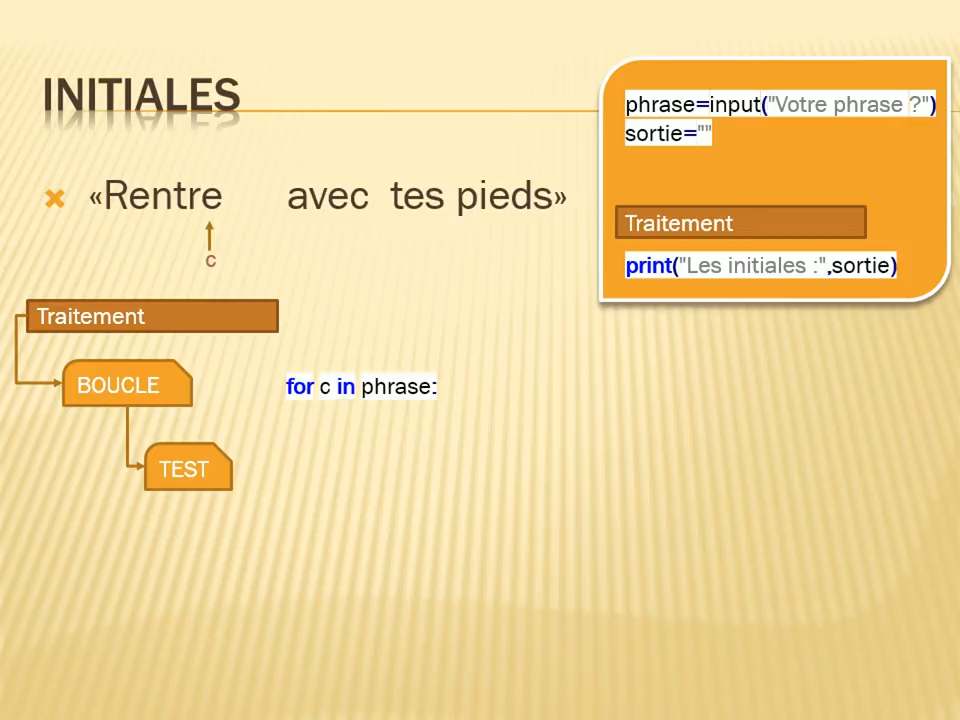 INITIALES
phrase=input("Votre phrase ?")
sortie=""
Traitement
print("Les initiales :",sortie)
«Rentre avec tes pieds»
c
Traitement
BOUCLE
for c in phrase:
TEST